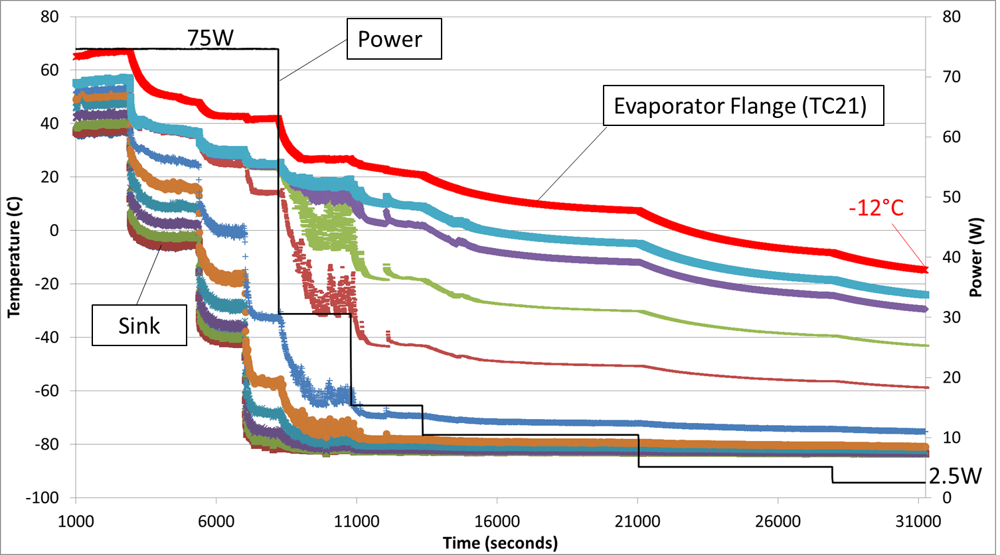 80
60
40
20
0
-20
-40
-60
-80
-100
Temperature (C)
75W
Power
Evaporator Flange (TC21)
-12°C
Sink
2.5W
80
70
60
50
40
30
20
10
0
Power (W)
1000 6000 11000 16000 21000 26000 31000
Time (seconds)